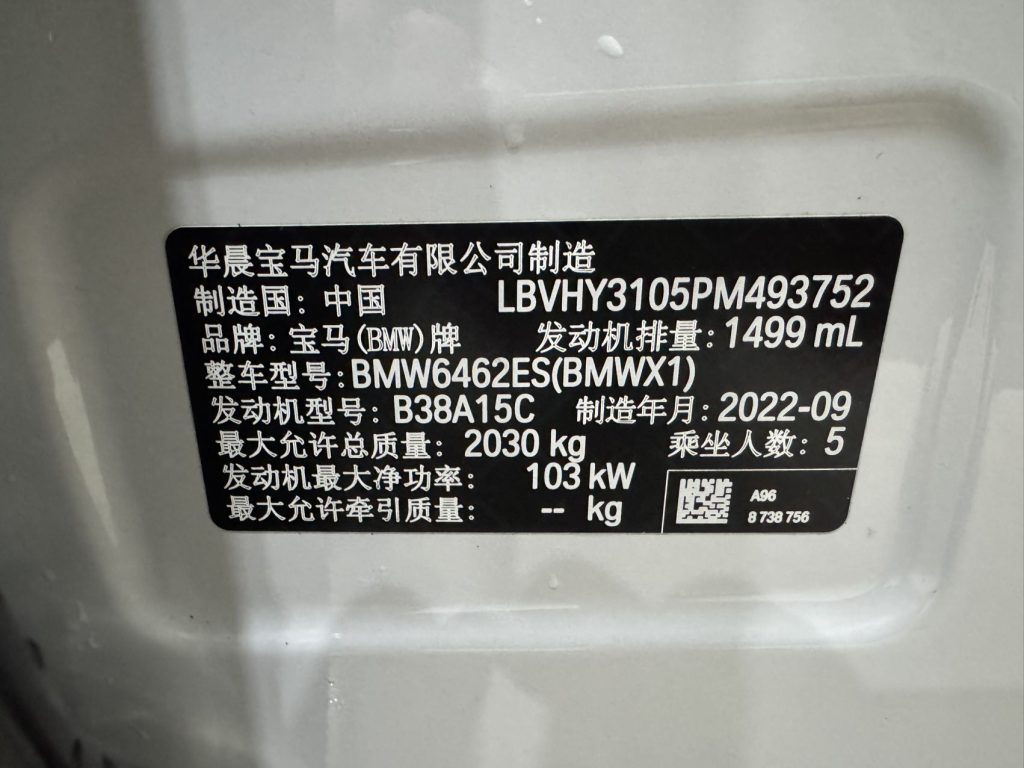 华晨宝马汽车有限公司制造
制造国：中国 LBVHY3105PM493752
品牌：宝马(BMW)牌 发动机排量：1499 mL
整车型号：BMW6462ES(BMWX1)
发动机型号：B38A15C 制造年月：2022-09
最大允许总质量：2030 kg 乘坐人数：5
发动机最大净功率：103 kW
最大允许牵引质量：-- kg
A96
8 738 756